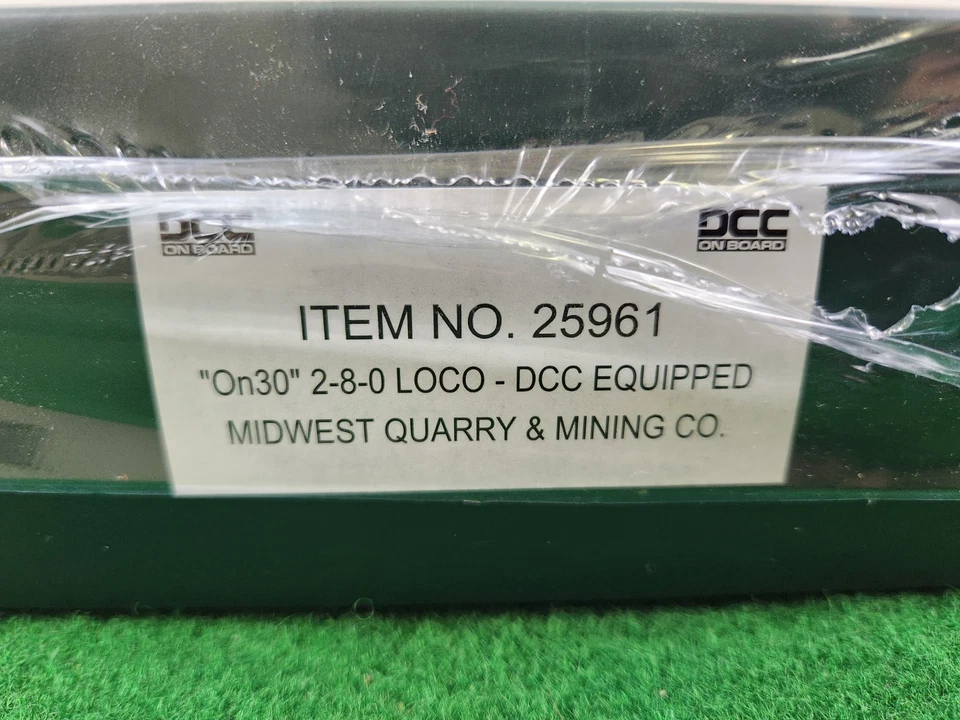 DCC
ON BOARD
DCC
ON BOARD
ITEM NO. 25961
"On30" 2-8-0 LOCO - DCC EQUIPPED
MIDWEST QUARRY & MINING CO.